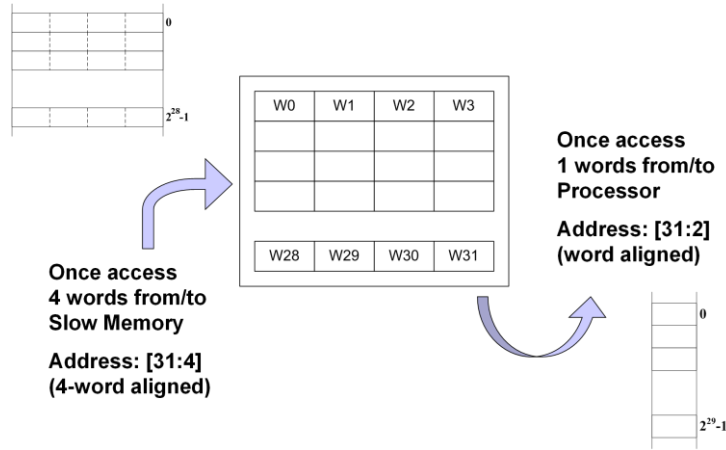 0
2^28-1
W0 W1 W2 W3
W28 W29 W30 W31
Once access
4 words from/to
Slow Memory
Address: [31:4]
(4-word aligned)
Once access
1 words from/to
Processor
Address: [31:2]
(word aligned)
0
2^29-1